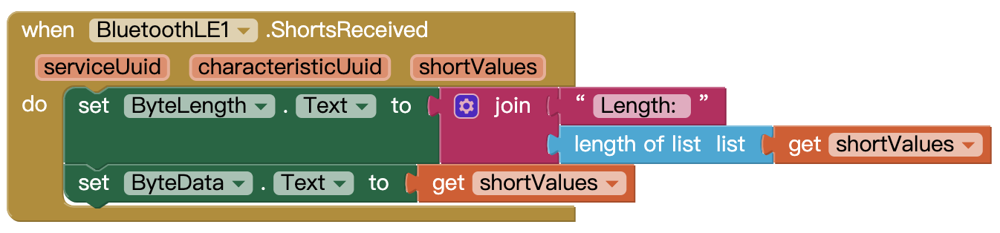 when BluetoothLE1 .ShortsReceived
serviceUuid characteristicUuid shortValues
do set ByteLength . Text to join “ Length: ”
length of list list get shortValues
set ByteData . Text to get shortValues